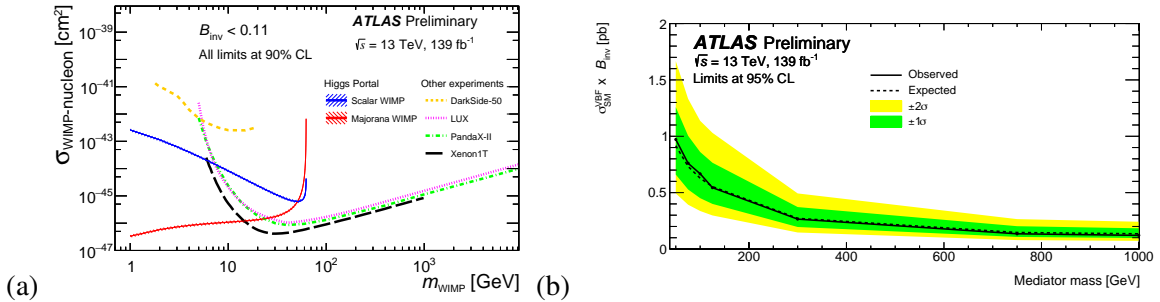 σWIMP-nucleon [cm²]
10⁻³⁹
10⁻⁴¹
10⁻⁴³
10⁻⁴⁵
10⁻⁴⁷
B_inv < 0.11
All limits at 90% CL
ATLAS Preliminary
√s = 13 TeV, 139 fb⁻¹
Higgs Portal
Scalar WIMP
Majorana WIMP
Other experiments
DarkSide-50
LUX
PandaX-II
Xenon1T
1 10 10² 10³
m_WIMP [GeV]
(a)
σ^VBF_SM x B_inv [pb]
2
1.5
1
0.5
0
ATLAS Preliminary
√s = 13 TeV, 139 fb⁻¹
Limits at 95% CL
Observed
Expected
±2σ
±1σ
200 400 600 800 1000
Mediator mass [GeV]
(b)